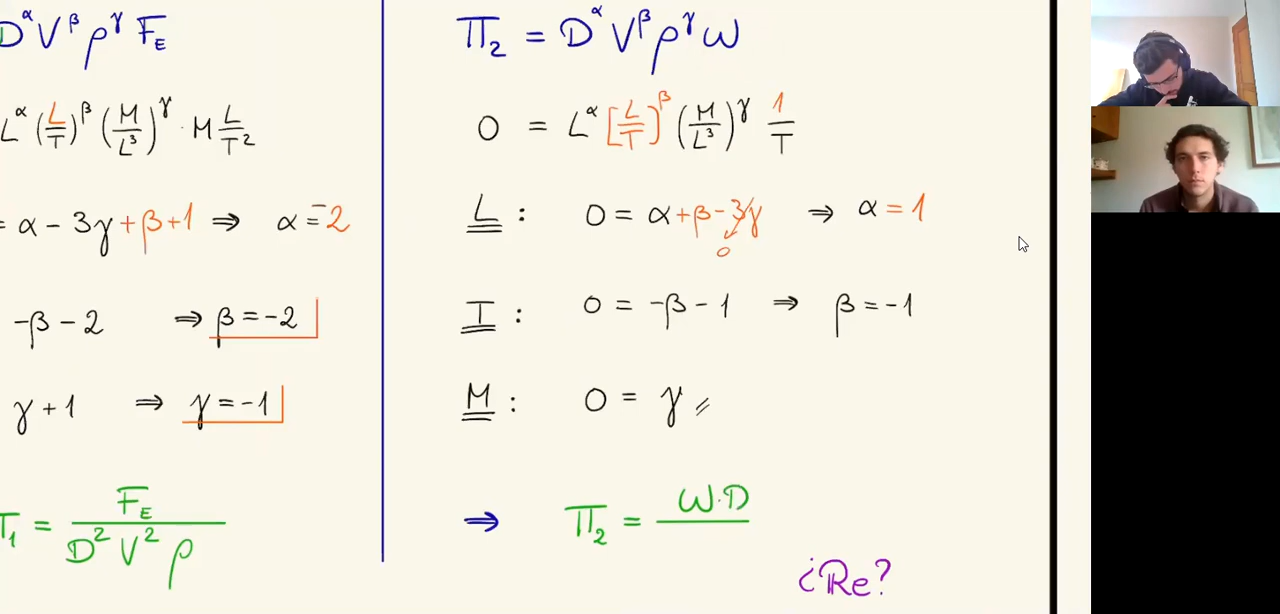 D^α V^β ρ^γ F_E
L^α (L/T)^β (M/L³)^γ · M L/T²
= α - 3γ + β + 1 ⇒ α = -2
-β - 2 ⇒ β = -2
γ + 1 ⇒ γ = -1
π₁ = F_E / D² V² ρ
π₂ = D^α V^β ρ^γ ω
0 = L^α [L/T]^β (M/L³)^γ 1/T
L : 0 = α + β - 3γ ⇒ α = 1
0
T : 0 = -β - 1 ⇒ β = -1
M : 0 = γ //
⇒ π₂ = ω·D /
¿Re?